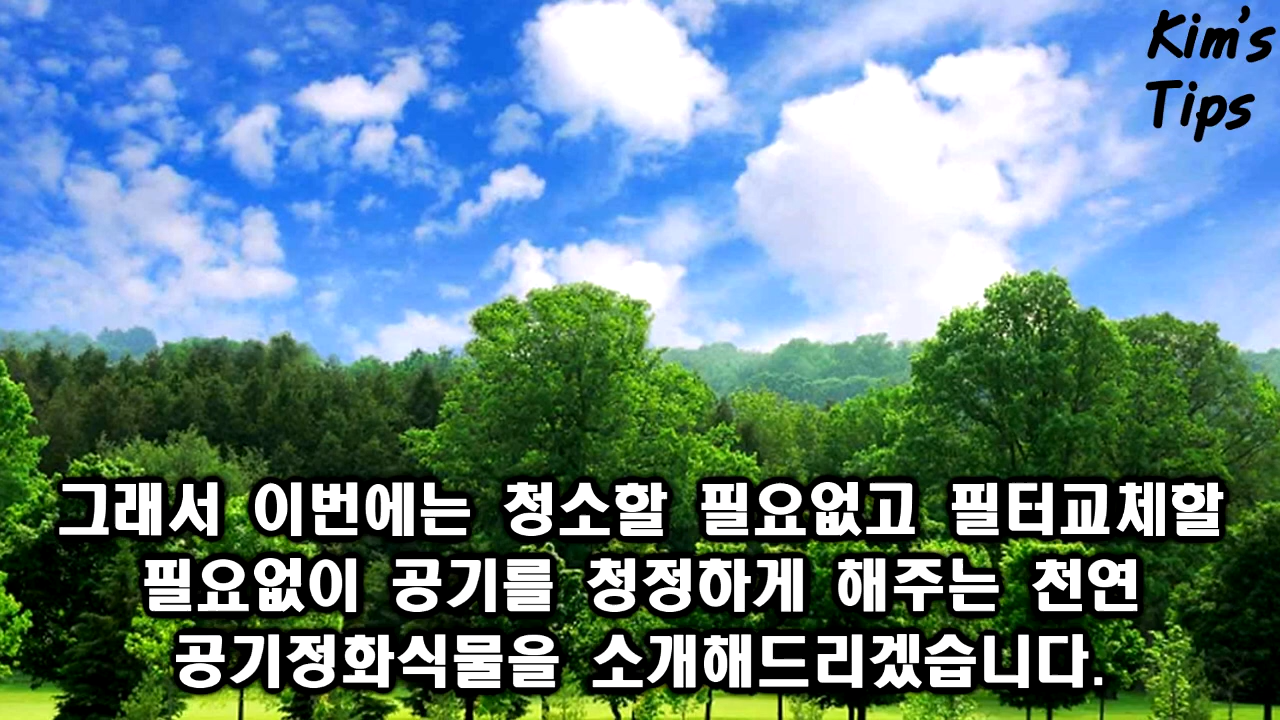 Kim's
Tips
그래서 이번에는 청소할 필요없고 필터교체할
필요없이 공기를 청정하게 해주는 천연
공기정화식물을 소개해드리겠습니다.